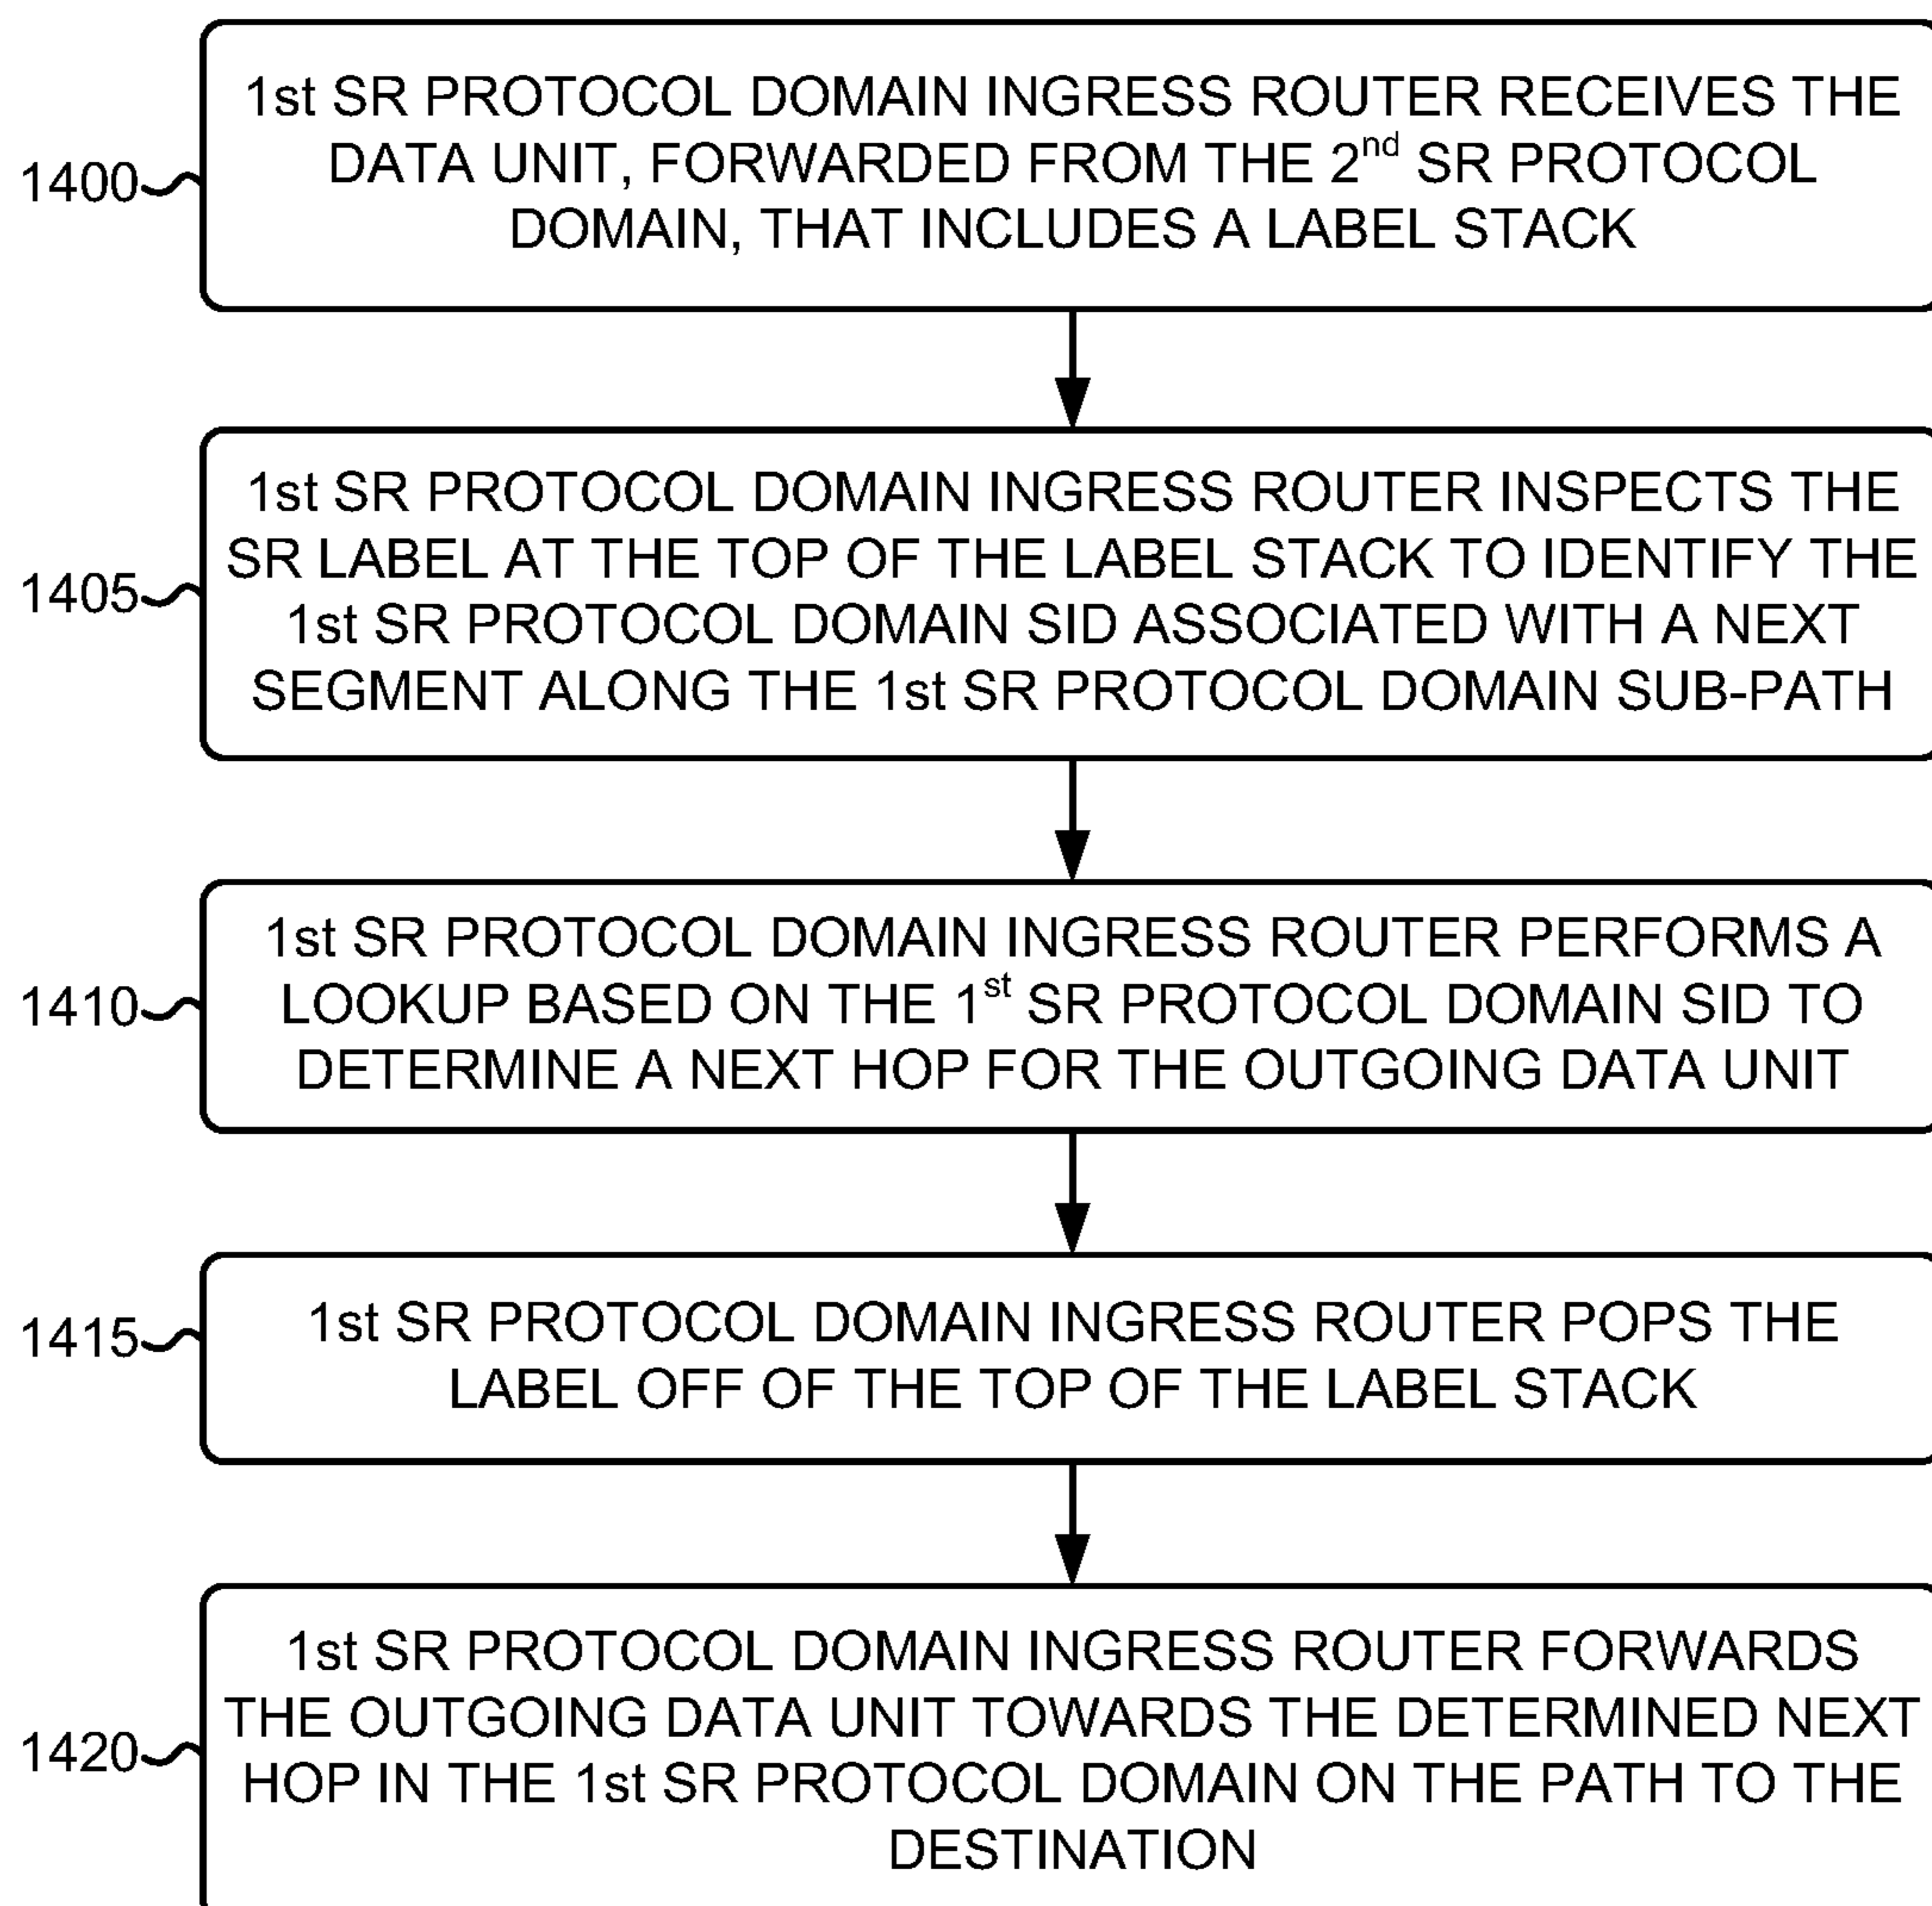 1st SR PROTOCOL DOMAIN INGRESS ROUTER RECEIVES THE
DATA UNIT, FORWARDED FROM THE 2nd SR PROTOCOL
DOMAIN, THAT INCLUDES A LABEL STACK
1400
1st SR PROTOCOL DOMAIN INGRESS ROUTER INSPECTS THE
SR LABEL AT THE TOP OF THE LABEL STACK TO IDENTIFY THE
1st SR PROTOCOL DOMAIN SID ASSOCIATED WITH A NEXT
SEGMENT ALONG THE 1st SR PROTOCOL DOMAIN SUB-PATH
1405
1st SR PROTOCOL DOMAIN INGRESS ROUTER PERFORMS A
LOOKUP BASED ON THE 1st SR PROTOCOL DOMAIN SID TO
DETERMINE A NEXT HOP FOR THE OUTGOING DATA UNIT
1410
1st SR PROTOCOL DOMAIN INGRESS ROUTER POPS THE
LABEL OFF OF THE TOP OF THE LABEL STACK
1415
1st SR PROTOCOL DOMAIN INGRESS ROUTER FORWARDS
THE OUTGOING DATA UNIT TOWARDS THE DETERMINED NEXT
HOP IN THE 1st SR PROTOCOL DOMAIN ON THE PATH TO THE
DESTINATION
1420